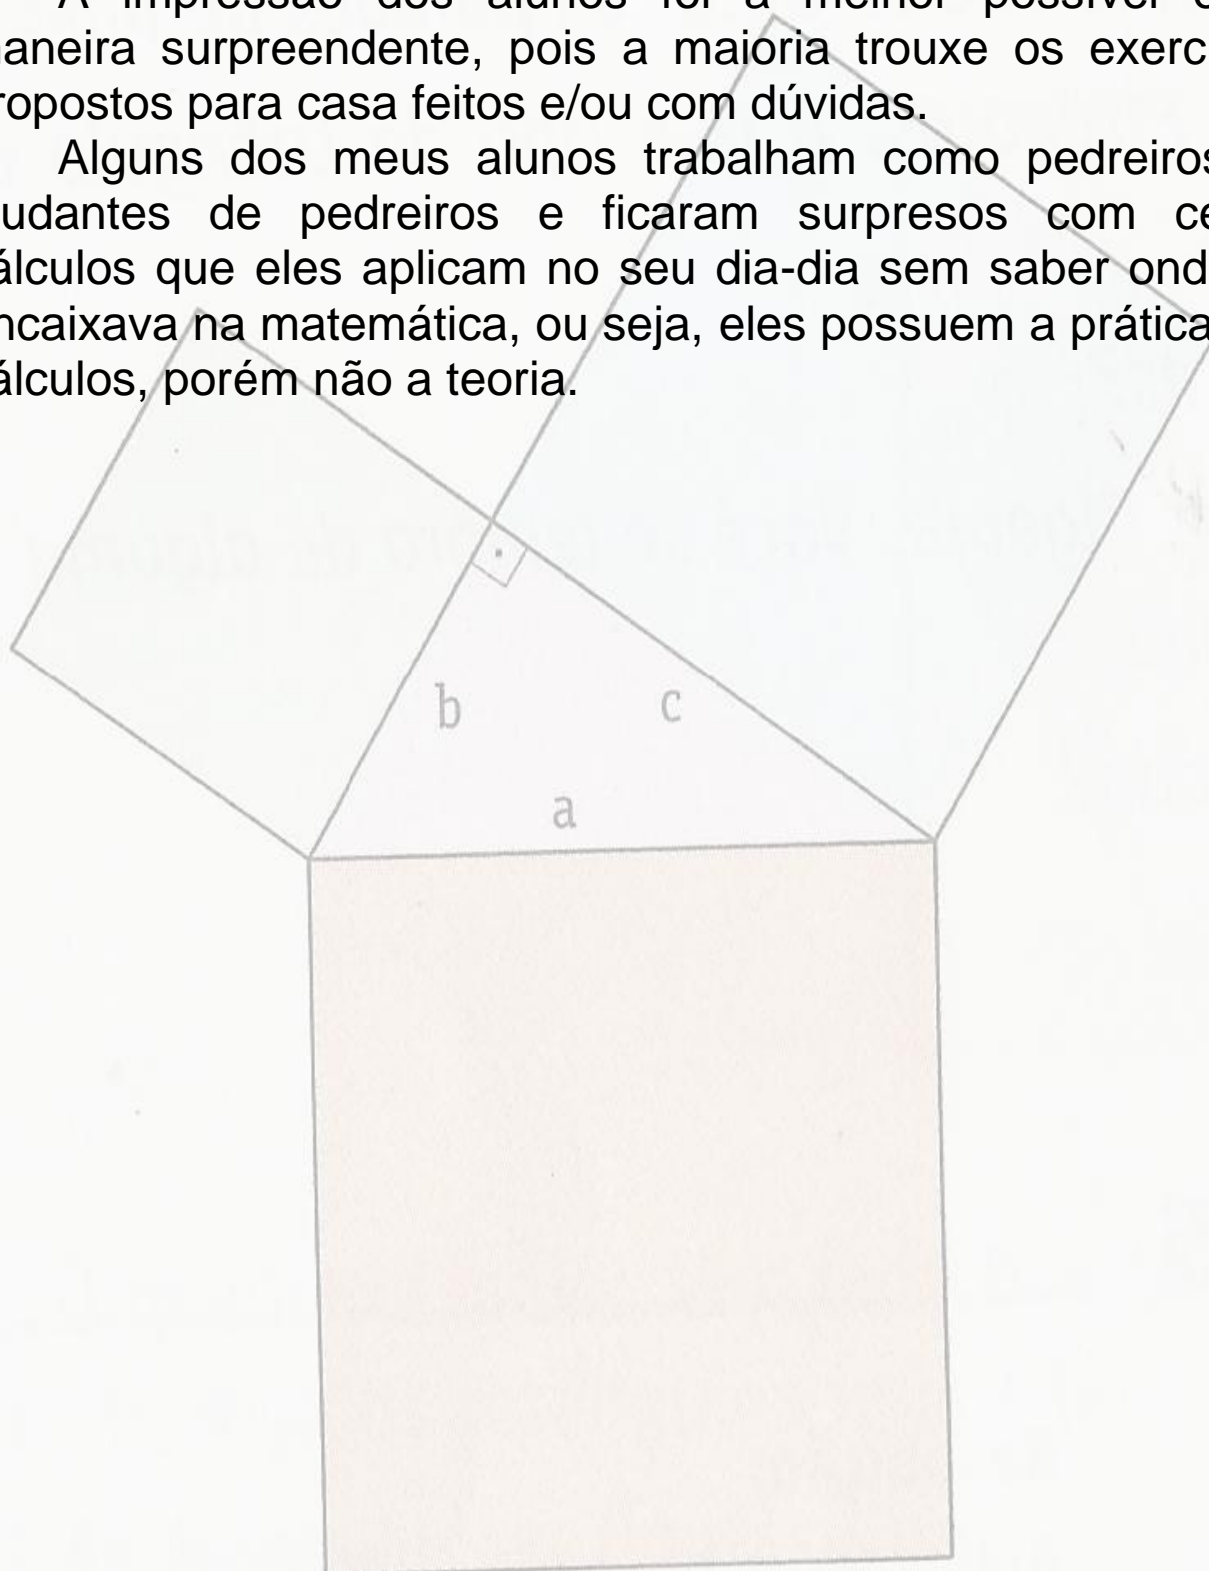 A impressão dos alunos foi a melhor possível
aneira surpreendente, pois a maioria trouxe os exerc
ropostos para casa feitos e/ou com dúvidas.
Alguns dos meus alunos trabalham como pedreiros
udantes de pedreiros e ficaram surpresos com ce
álculos que eles aplicam no seu dia-dia sem saber ond
ncaixava na matemática, ou seja, eles possuem a prática
álculos, porém não a teoria.
b
c
a